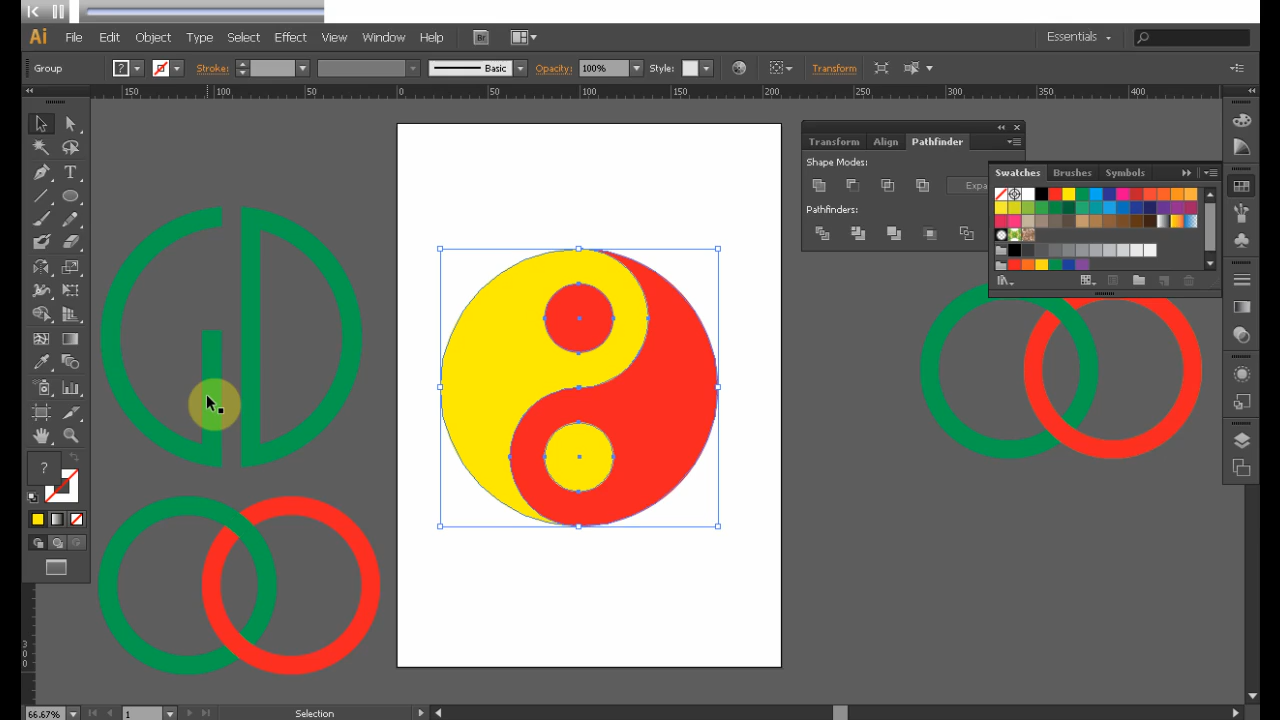 Ai File Edit Object Type Select Effect View Window Help Br Essentials
Group ? Stroke: Basic Opacity: 100% Style: Transform
150 100 50 0 50 100 150 200 250 300 350 400
Transform Align Pathfinder
Shape Modes:
Expa
Pathfinders:
Swatches Brushes Symbols
T
?
300
66.67% 1 Selection